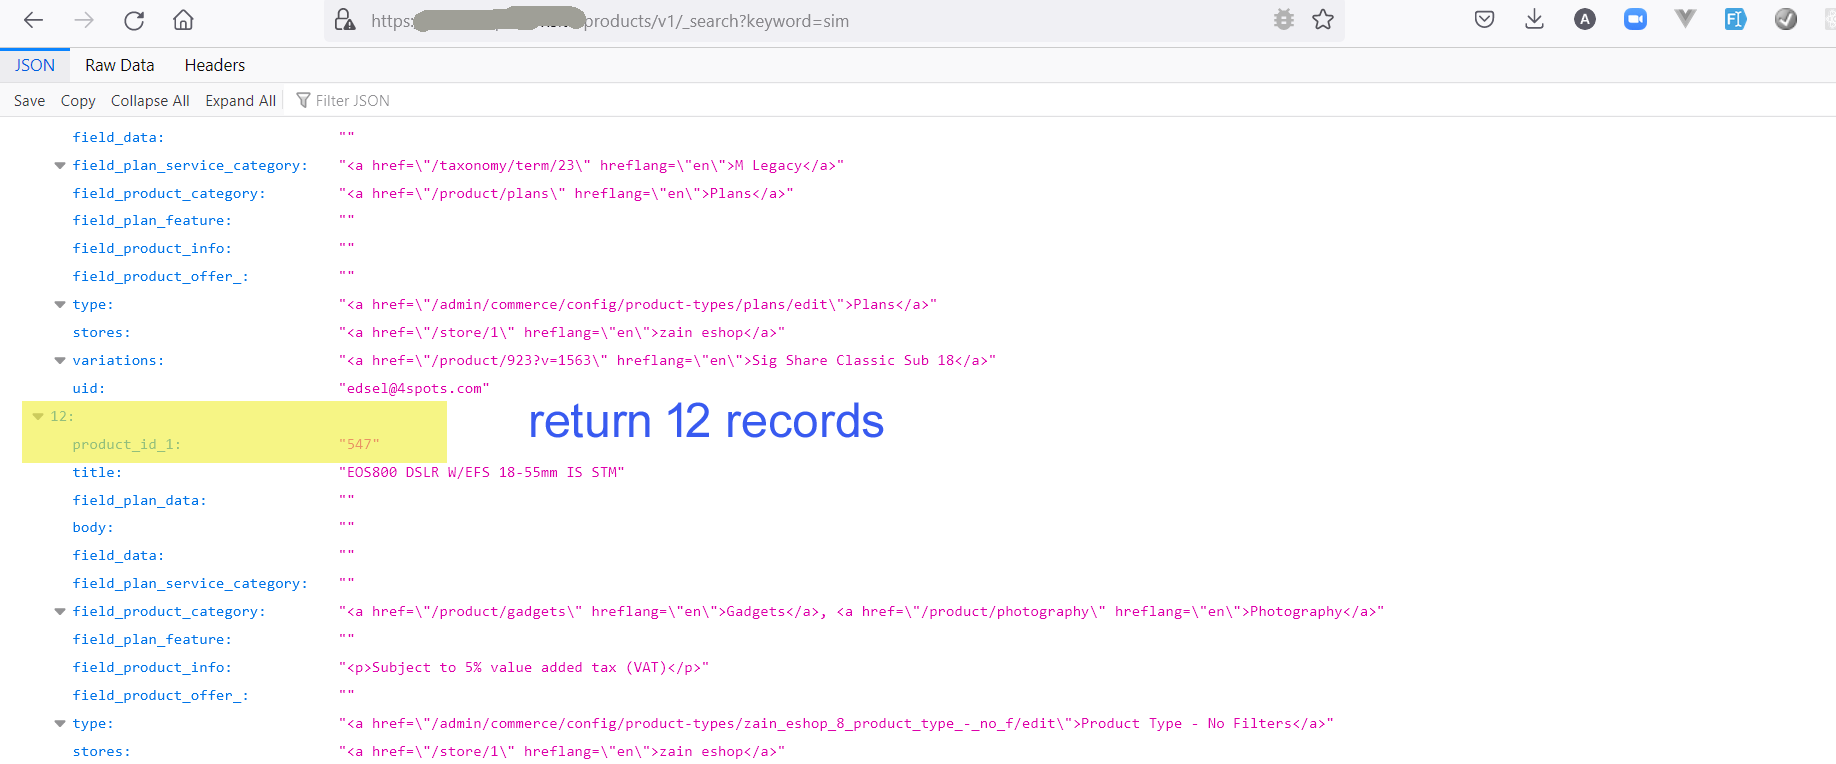 https: products/v1/_search?keyword=sim
JSON Raw Data Headers
Save Copy Collapse All Expand All Filter JSON
field_data: ""
field_plan_service_category: "<a href=\"/taxonomy/term/23\" hreflang=\"en\">M Legacy</a>"
field_product_category: "<a href=\"/product/plans\" hreflang=\"en\">Plans</a>"
field_plan_feature: ""
field_product_info: ""
field_product_offer_: ""
type: "<a href=\"/admin/commerce/config/product-types/plans/edit\">Plans</a>"
stores: "<a href=\"/store/1\" hreflang=\"en\">zain eshop</a>"
variations: "<a href=\"/product/923?v=1563\" hreflang=\"en\">Sig Share Classic Sub 18</a>"
uid: "edsel@4spots.com"
12:
return 12 records
product_id_1: "547"
title: "EOS800 DSLR W/EFS 18-55mm IS STM"
field_plan_data: ""
body: ""
field_data: ""
field_plan_service_category: ""
field_product_category: "<a href=\"/product/gadgets\" hreflang=\"en\">Gadgets</a>, <a href=\"/product/photography\" hreflang=\"en\">Photography</a>"
field_plan_feature: ""
field_product_info: "<p>Subject to 5% value added tax (VAT)</p>"
field_product_offer_: ""
type: "<a href=\"/admin/commerce/config/product-types/zain_eshop_8_product_type_-_no_f/edit\">Product Type - No Filters</a>"
stores: "<a href=\"/store/1\" hreflang=\"en\">zain eshop</a>"